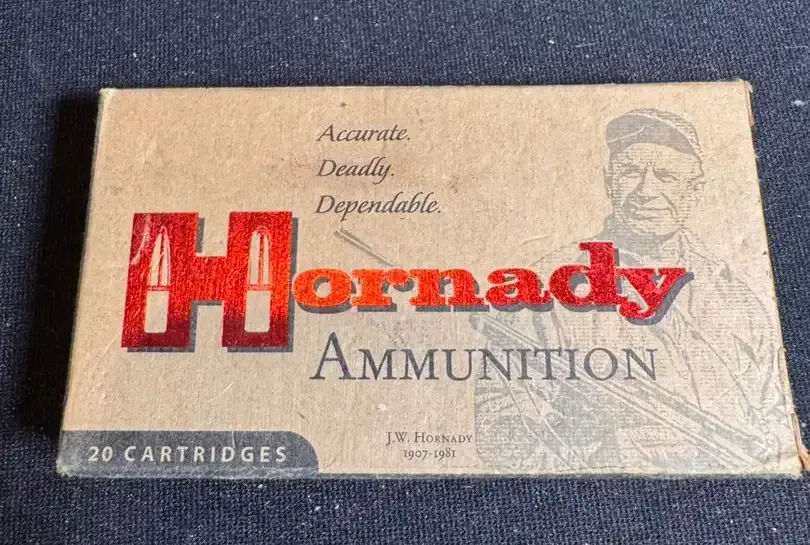 Accurate.
Deadly.
Dependable.
Hornady
AMMUNITION
J.W. HORNADY
1907-1981
20 CARTRIDGES